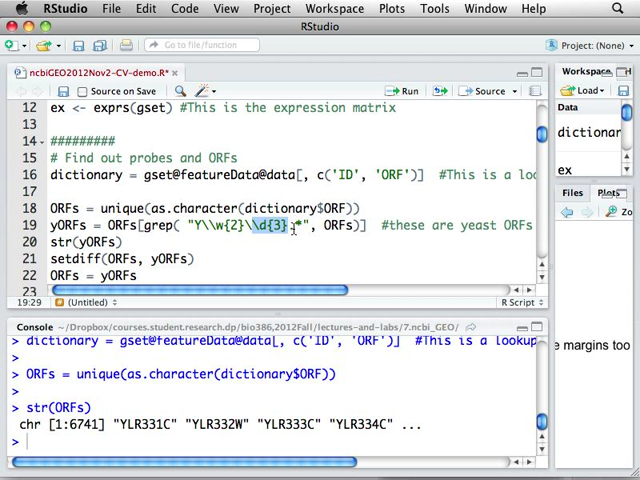 RStudio File Edit Code View Project Plots Tools Window Help
RStudio
Go to file/function
Project: (None)
ncbiGEO2012Nov2-CV-demo.R*
Source on Save
Run
Source
12 ex <- exprs(gset) #This is the expression matrix
13
14 #########
15 # Find out probes and ORFs
16 dictionary = gset@featureData@data[, c('ID', 'ORF')] #This is a loo
17
18 ORFs = unique(as.character(dictionary$ORF))
19 yORFs = ORFs[grep( "Y\\w{2}\\d{3}.*", ORFs)] #these are yeast ORFs
20 str(yORFs)
21 setdiff(ORFs, yORFs)
22 ORFs = yORFs
23
19:29 (Untitled) R Script
Console ~/Dropbox/courses.student.research.dp/bio386,2012Fall/lectures-and-labs/7.ncbi_GEO/
> dictionary = gset@featureData@data[, c('ID', 'ORF')] #This is a lookup
>
> ORFs = unique(as.character(dictionary$ORF))
>
> str(ORFs)
chr [1:6741] "YLR331C" "YLR332W" "YLR333C" "YLR334C" ...
>
Workspace
Load
Data
dictionar
ex
Files Plots
e margins too